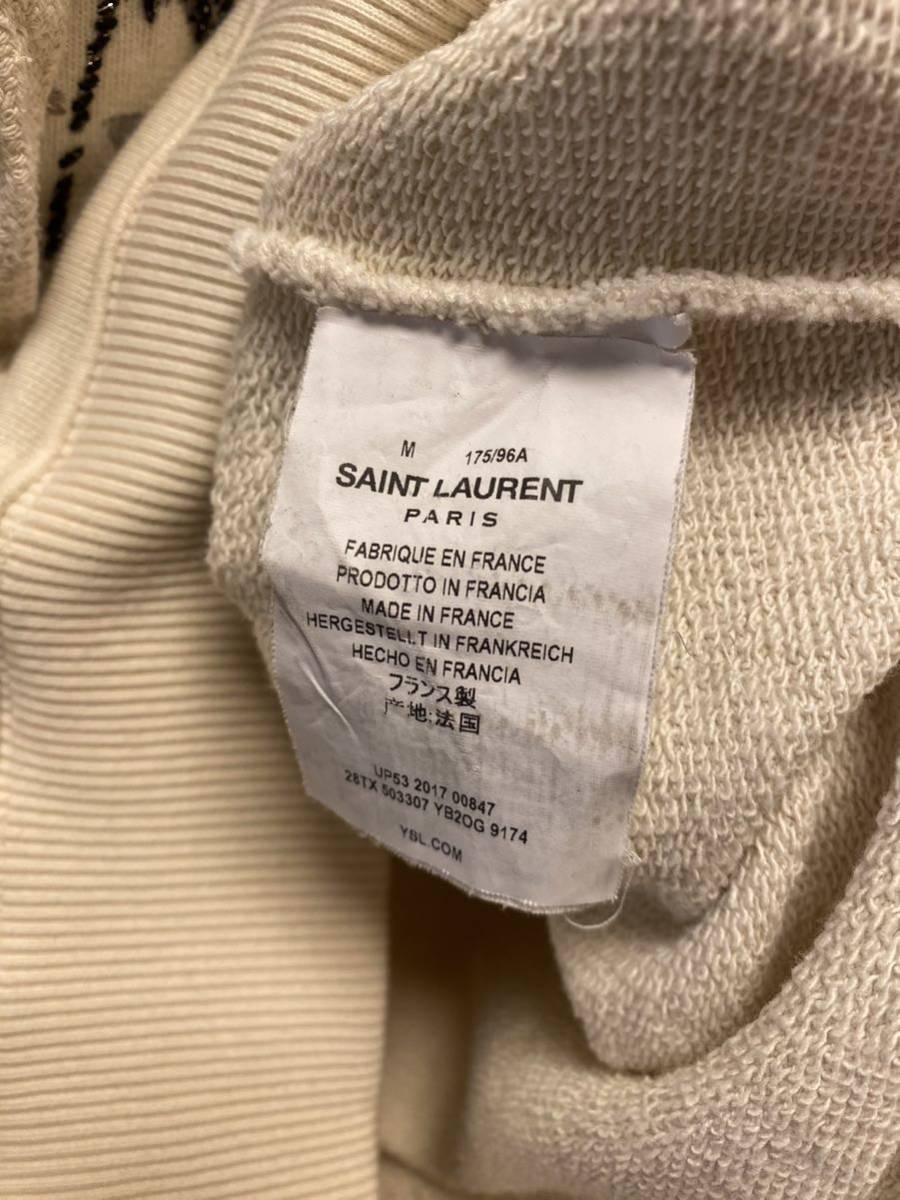 M 175/96A
SAINT LAURENT
PARIS
FABRIQUE EN FRANCE
PRODOTTO IN FRANCIA
MADE IN FRANCE
HERGESTELLT IN FRANKREICH
HECHO EN FRANCIA
フランス製
产地:法国
UP53 2017 00847
28TX 503307 YB2OG 9174
YSL.COM